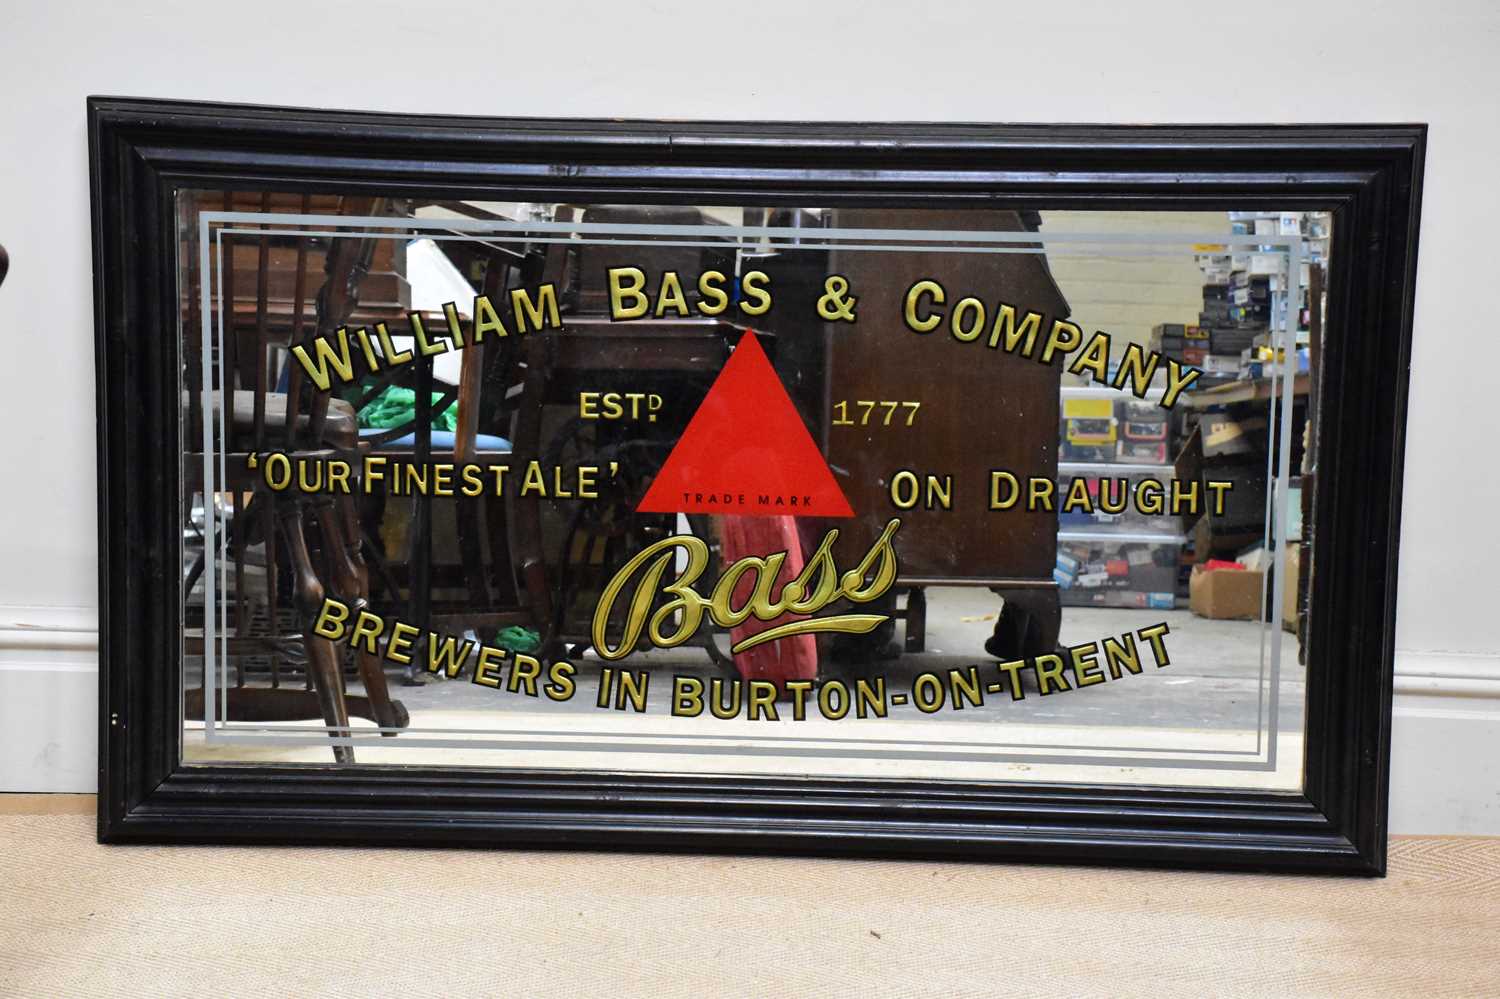 WILLIAM BASS & COMPANY
ESTD. 1777
'OUR FINEST ALE' ON DRAUGHT
TRADE MARK
Bass
BREWERS IN BURTON-ON-TRENT